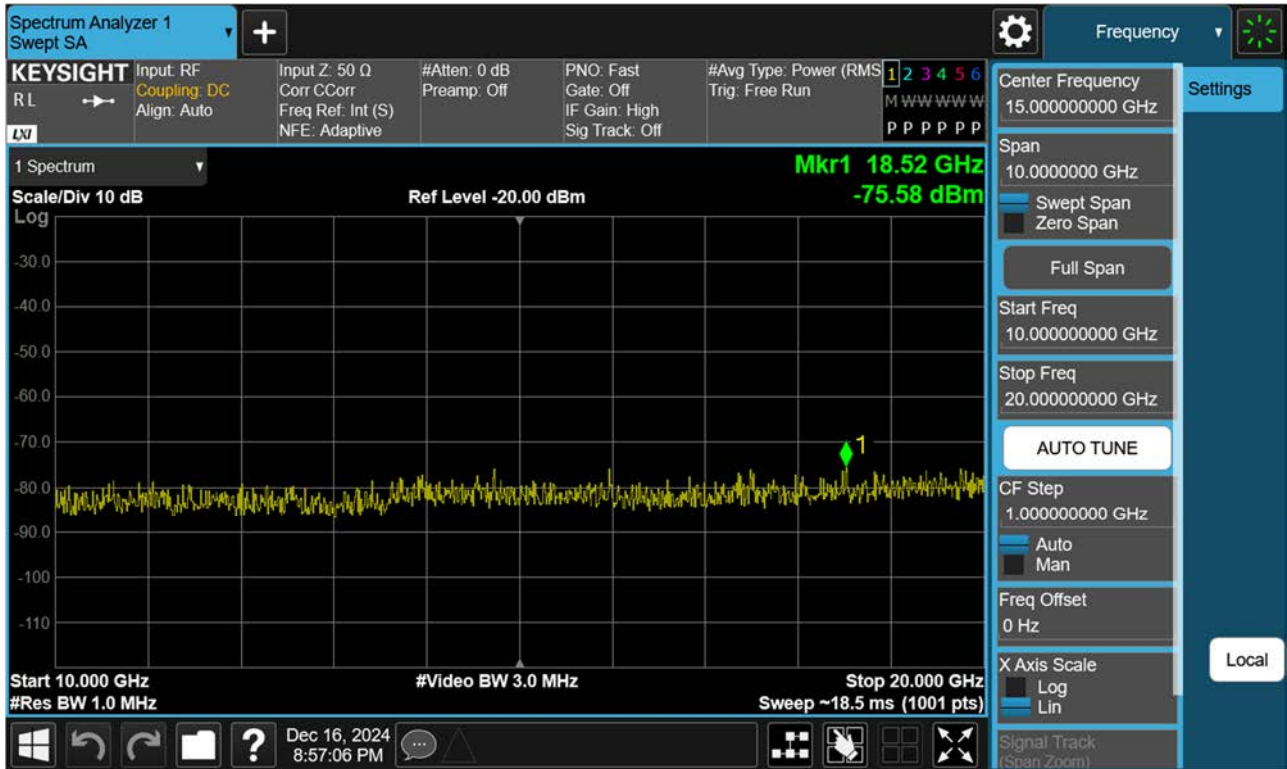 Spectrum Analyzer 1
Swept SA
+
Frequency
KEYSIGHT
RL
LXI
Input: RF
Coupling: DC
Align: Auto
Input Z: 50 Ω
Corr CCorr
Freq Ref: Int (S)
NFE: Adaptive
#Atten: 0 dB
Preamp: Off
PNO: Fast
Gate: Off
IF Gain: High
Sig Track: Off
#Avg Type: Power (RMS
Trig: Free Run
1 2 3 4 5 6
M W W W W W
P P P P P P
1 Spectrum
Scale/Div 10 dB
Ref Level -20.00 dBm
Mkr1 18.52 GHz
-75.58 dBm
Log
-30.0
-40.0
-50.0
-60.0
-70.0
-80.0
-90.0
-100
-110
1
Start 10.000 GHz
#Res BW 1.0 MHz
#Video BW 3.0 MHz
Stop 20.000 GHz
Sweep ~18.5 ms (1001 pts)
Center Frequency
15.000000000 GHz
Span
10.0000000 GHz
Swept Span
Zero Span
Full Span
Start Freq
10.000000000 GHz
Stop Freq
20.000000000 GHz
AUTO TUNE
CF Step
1.000000000 GHz
Auto
Man
Freq Offset
0 Hz
X Axis Scale
Log
Lin
Signal Track
(Span Zoom)
Settings
Local
?
Dec 16, 2024
8:57:06 PM